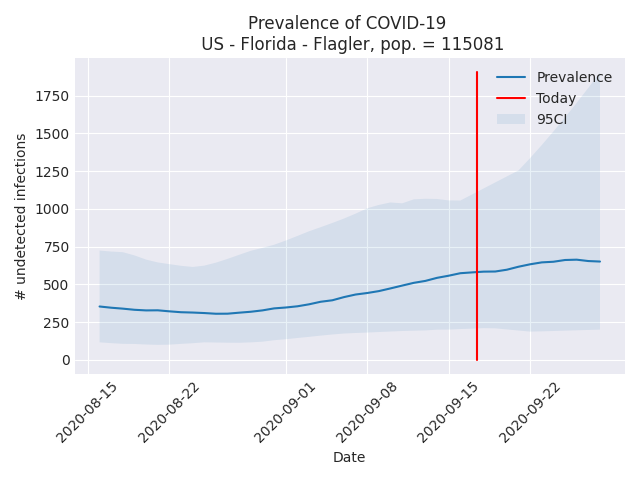 Prevalence of COVID-19
US - Florida - Flagler, pop. = 115081
Prevalence
Today
95CI
# undetected infections
1750
1500
1250
1000
750
500
250
0
2020-08-15
2020-08-22
2020-09-01
2020-09-08
2020-09-15
2020-09-22
Date